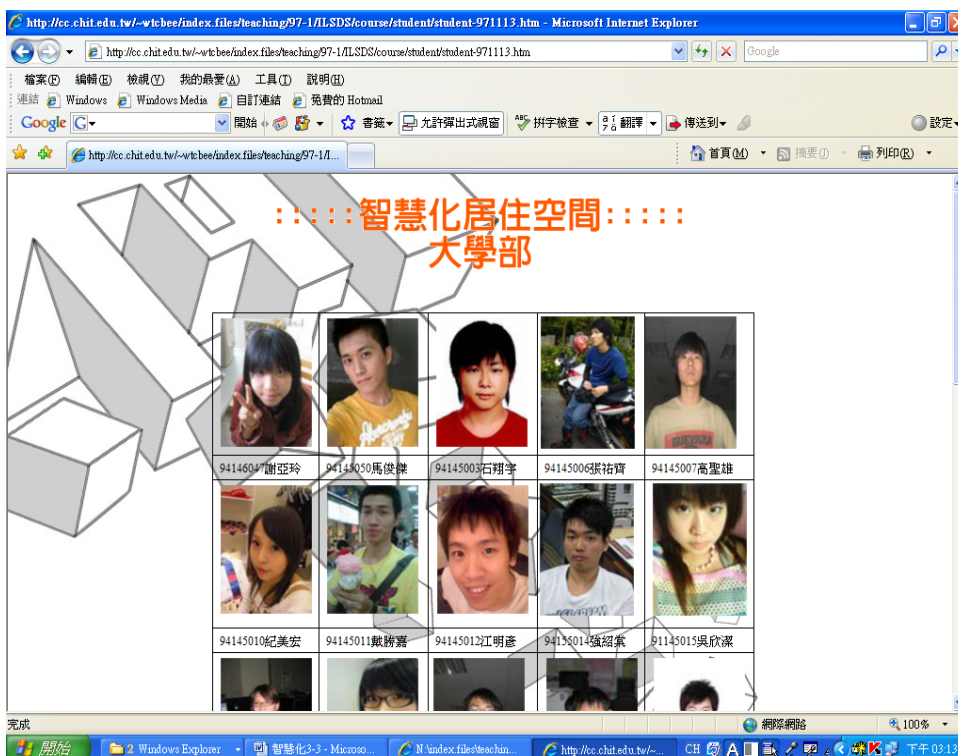 http://cc.chit.edu.tw/~wtcbee/index.files/teaching/97-1/ILSDS/course/student/student-971113.htm - Microsoft Internet Explorer
http://cc.chit.edu.tw/~wtcbee/index.files/teaching/97-1/ILSDS/course/student/student-971113.htm Google
檔案(F) 編輯(E) 檢視(V) 我的最愛(A) 工具(T) 說明(H)
連結 Windows Windows Media 自訂連結 免費的 Hotmail
Google G 開始 書籤 允許彈出式視窗 ABC 拼字檢查 翻譯 傳送到 設定
http://cc.chit.edu.tw/~wtcbee/index.files/teaching/97-1/I... 首頁(M) 摘要(J) 列印(R)
:::::智慧化居住空間:::::
大學部
94146047謝亞玲 94145050馬俊傑 94145003石翔宇 94145006張祐齊 94145007高聖雄
94145010紀美宏 94145011戴勝嘉 94145012江明彥 94155014強紹棠 91145015吳欣潔
完成 網際網路 100%
開始 2 Windows Explorer 智慧化3-3 - Microso... N:\index.files\teachin... http://cc.chit.edu.tw/~... CH A 下午 03:13